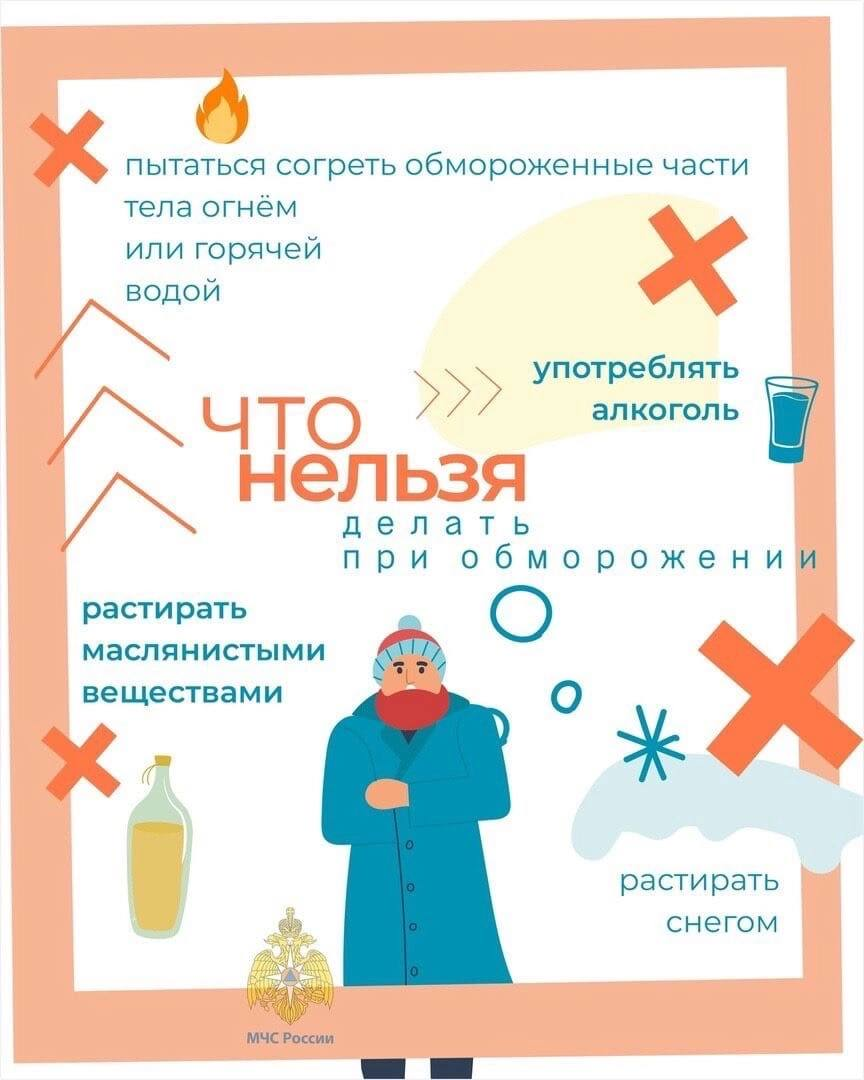 пытаться согреть обмороженные части
тела огнём
или горячей
водой
употреблять
алкоголь
ЧТО
нельзя
делать
при обморожении
растирать
маслянистыми
веществами
растирать
снегом
МЧС России